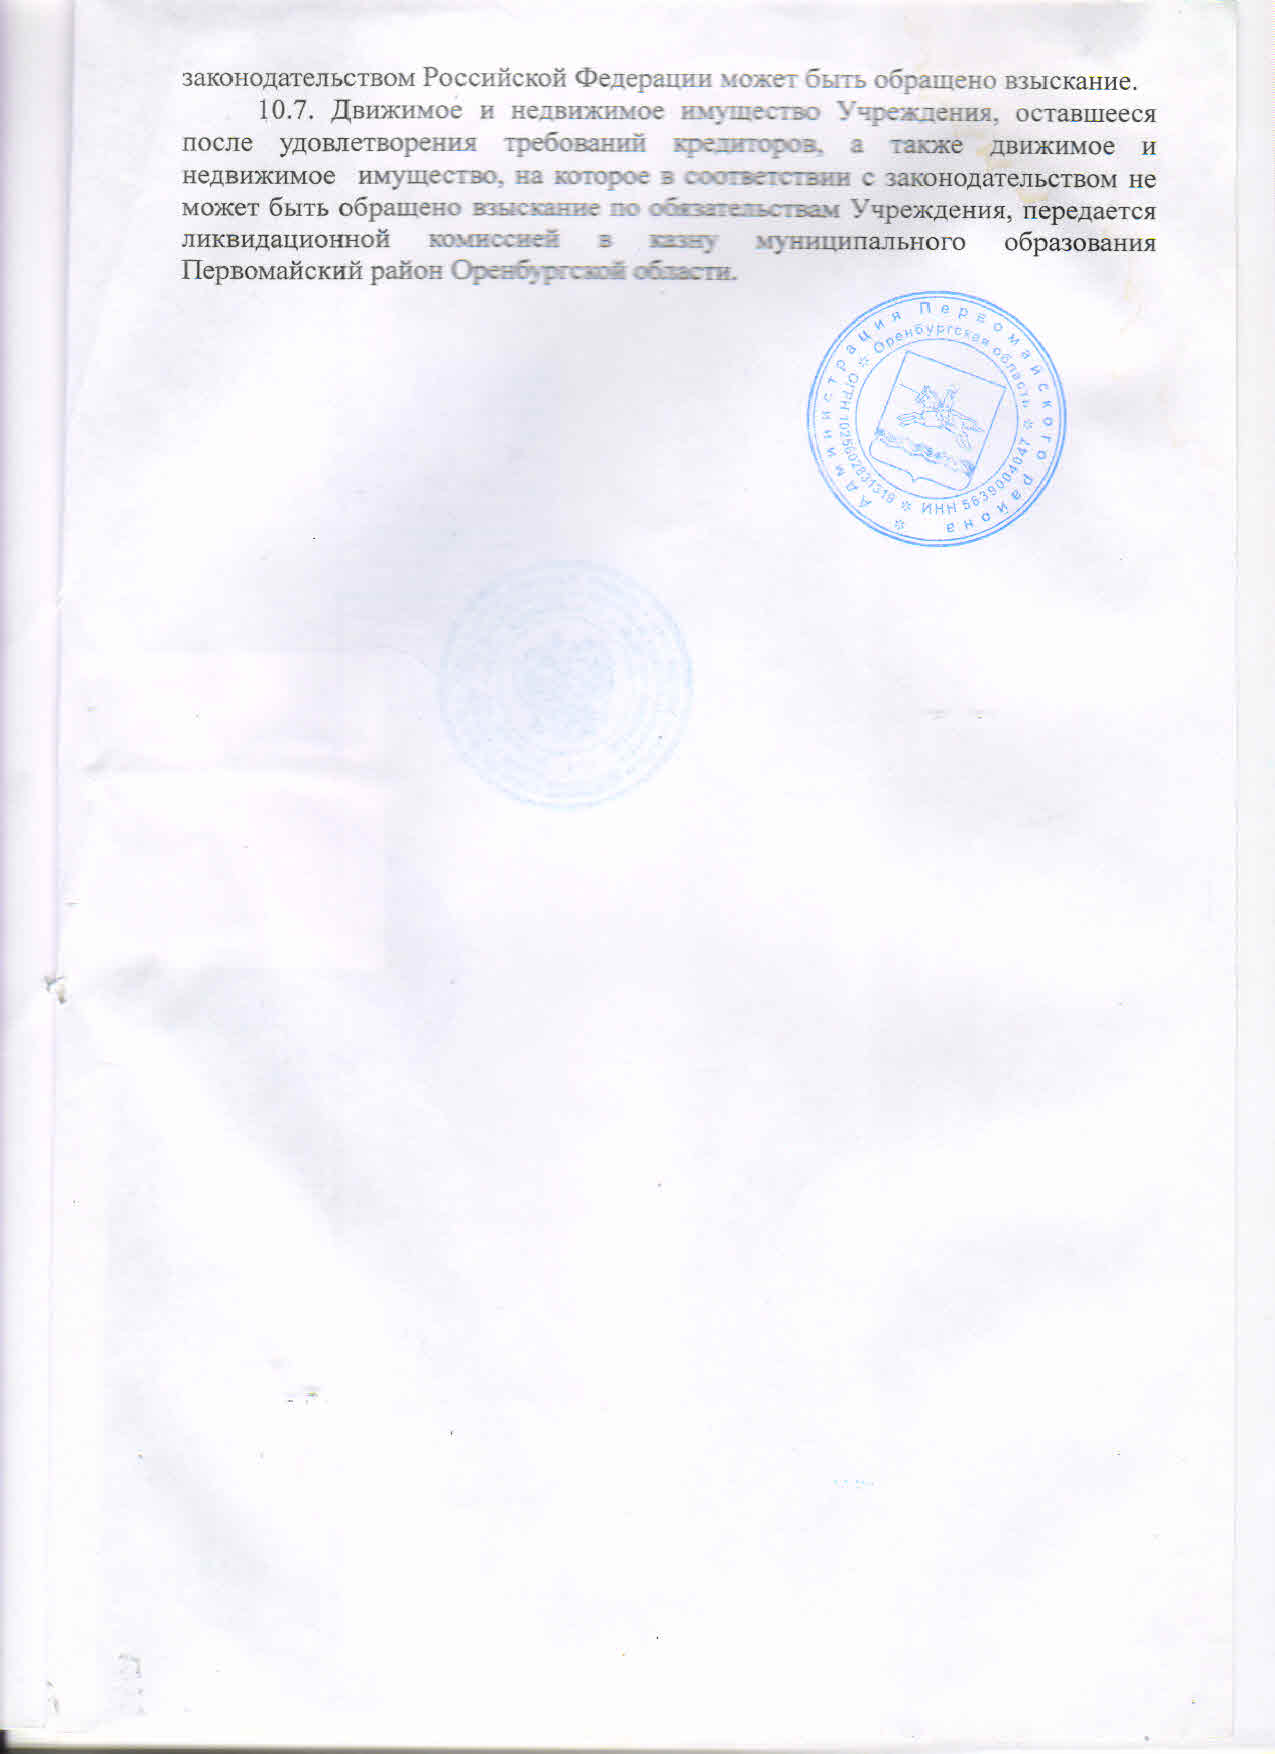 законодательством Российской Федерации может быть обращено взыскание.
10.7. Движимое и недвижимое имущество Учреждения, оставшееся
после удовлетворения требований кредиторов, а также движимое и
недвижимое имущество, на которое в соответствии с законодательством не
может быть обращено взыскание по обязательствам Учреждения, передается
ликвидационной комиссией в казну муниципального образования
Первомайский район Оренбургской области.
Администрация Первомайского района
Оренбургская область * ИНН 5639004047 * ОГРН 1025602831318